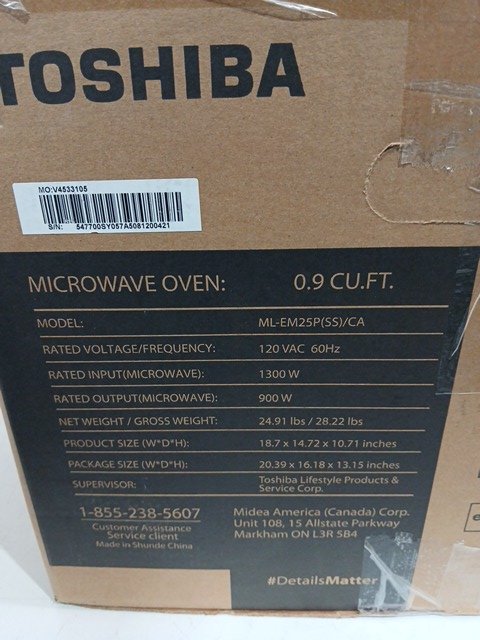 TOSHIBA
MO:V4533105
S/N: 547700SY057A5081200421
MICROWAVE OVEN: 0.9 CU.FT.
MODEL: ML-EM25P(SS)/CA
RATED VOLTAGE/FREQUENCY: 120 VAC 60Hz
RATED INPUT(MICROWAVE): 1300 W
RATED OUTPUT(MICROWAVE): 900 W
NET WEIGHT / GROSS WEIGHT: 24.91 lbs / 28.22 lbs
PRODUCT SIZE (W*D*H): 18.7 x 14.72 x 10.71 inches
PACKAGE SIZE (W*D*H): 20.39 x 16.18 x 13.15 inches
SUPERVISOR: Toshiba Lifestyle Products &
Service Corp.
1-855-238-5607
Customer Assistance
Service client
Made in Shunde China
Midea America (Canada) Corp.
Unit 108, 15 Allstate Parkway
Markham ON L3R 5B4
#DetailsMatter